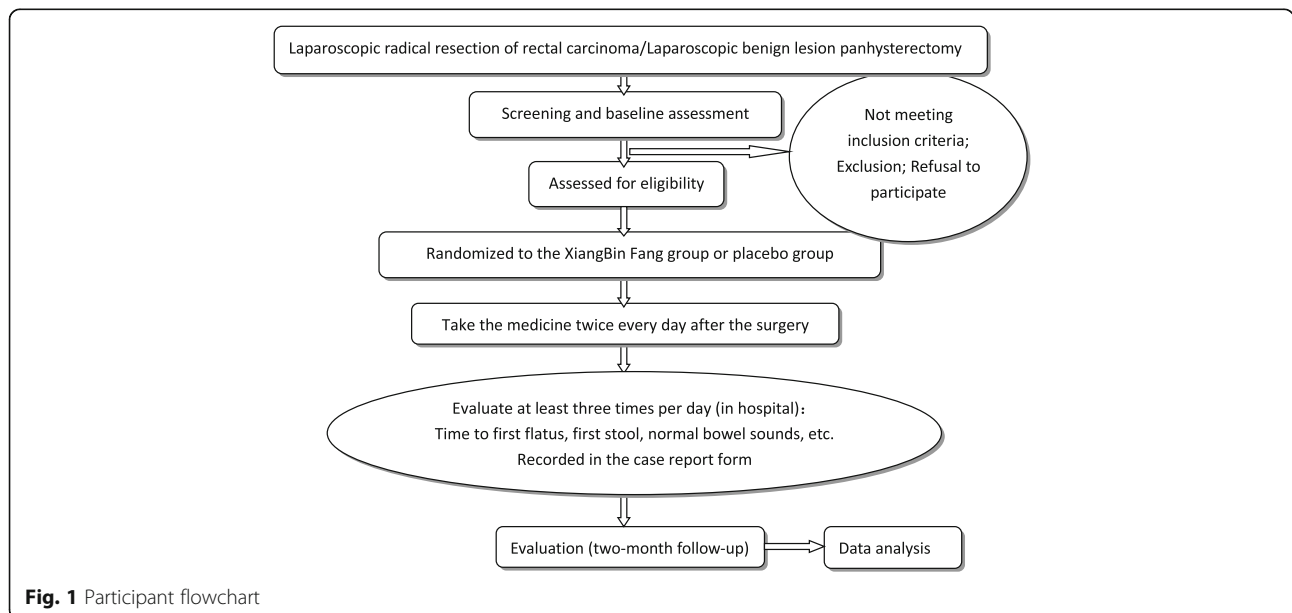 Laparoscopic radical resection of rectal carcinoma/Laparoscopic benign lesion panhysterectomy
Screening and baseline assessment
Not meeting
inclusion criteria;
Exclusion; Refusal to
participate
Assessed for eligibility
Randomized to the XiangBin Fang group or placebo group
Take the medicine twice every day after the surgery
Evaluate at least three times per day (in hospital)：
Time to first flatus, first stool, normal bowel sounds, etc.
Recorded in the case report form
Evaluation (two-month follow-up)
Data analysis
Fig. 1 Participant flowchart